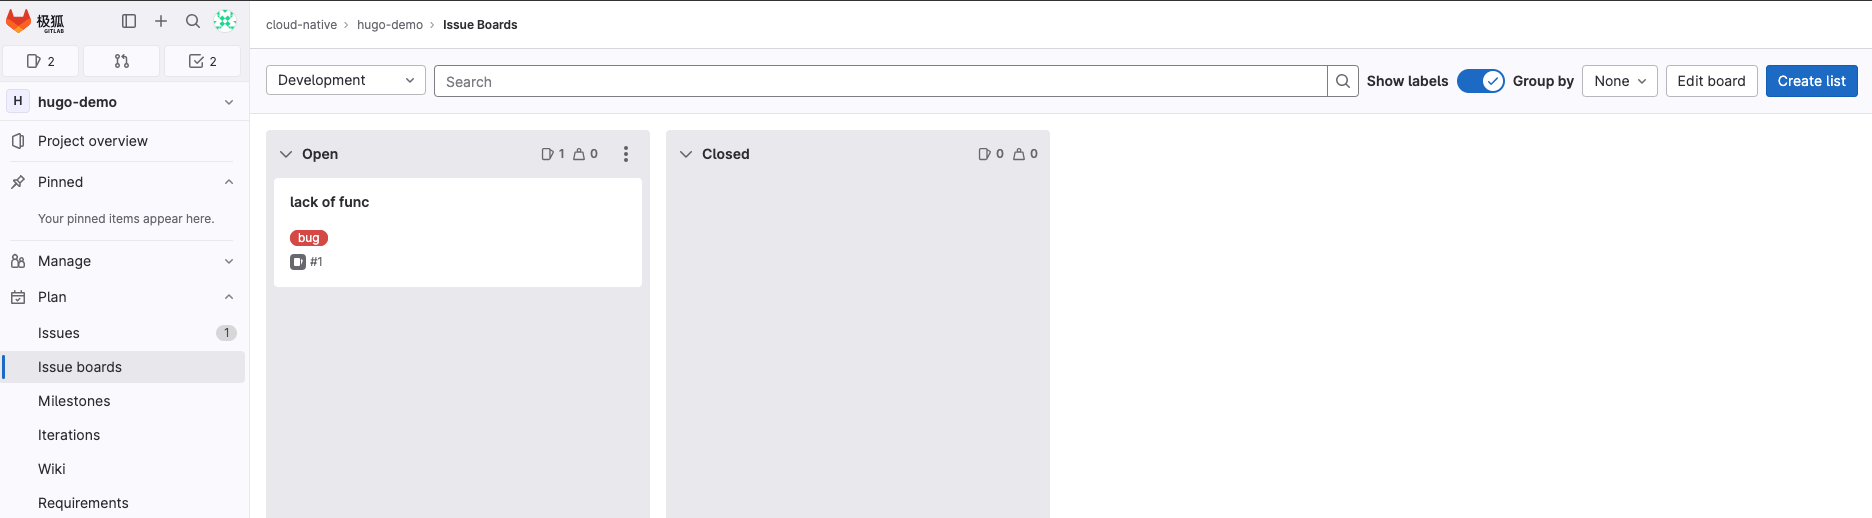 极狐
GITLAB
2
2
H hugo-demo
Project overview
Pinned
Your pinned items appear here.
Manage
Plan
Issues 1
Issue boards
Milestones
Iterations
Wiki
Requirements
cloud-native › hugo-demo › Issue Boards
Development
Search
Show labels
Group by
None
Edit board
Create list
Open 1 0
lack of func
bug
#1
Closed 0 0